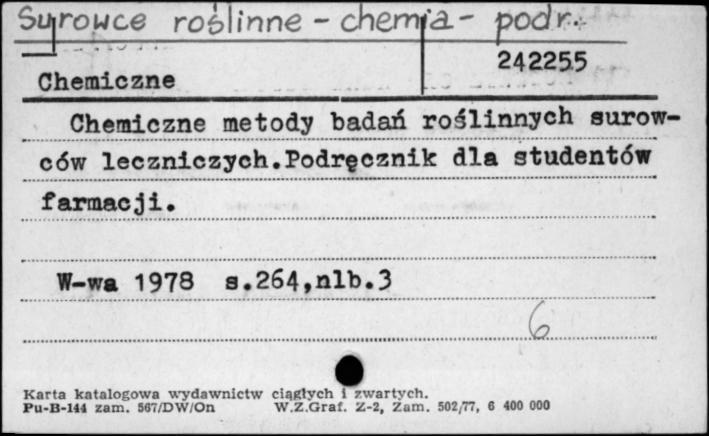 Surowce roślinne - chemia - podr.
242255
Chemiczne
Chemiczne metody badań roślinnych surow-
ców leczniczych.Podręcznik dla studentów
farmacji.
W-wa 1978 s.264,nlb.3
6
Karta katalogowa wydawnictw ciągłych i zwartych.
Pu-B-144 zam. 567/DW/On W.Z.Graf. Z-2, Zam. 502/77, 6 400 000